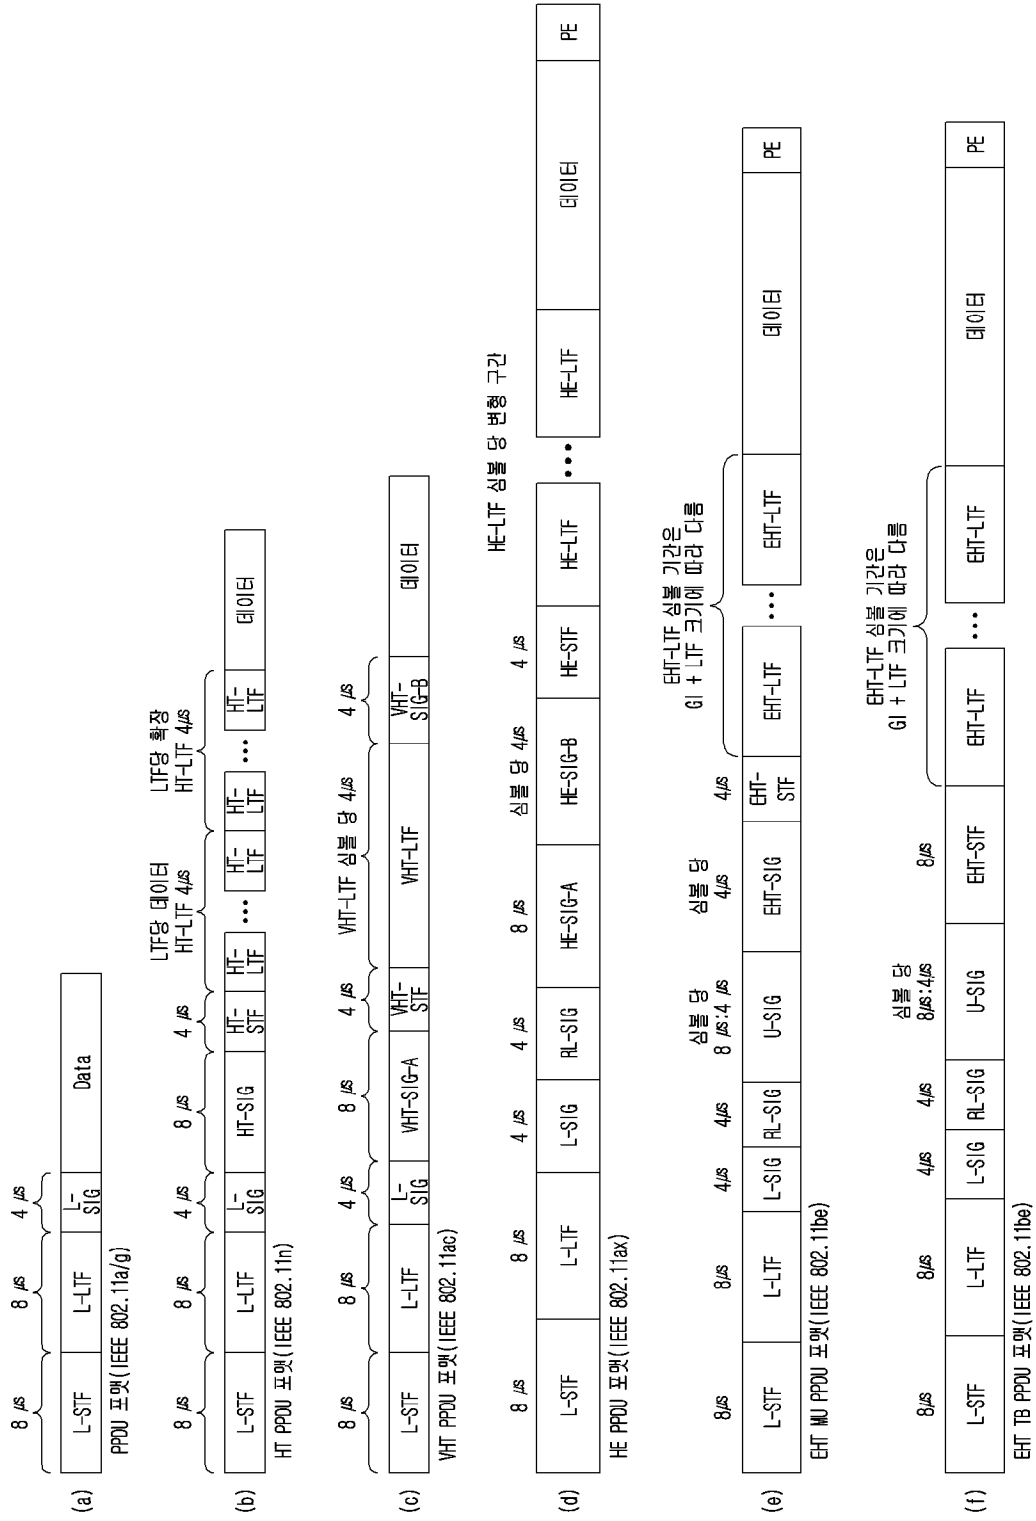 (a)
8 ㎲
8 ㎲
4 ㎲
L-STF
L-LTF
L-
SIG
Data
PPDU 포맷(IEEE 802.11a/g)
(b)
8 ㎲
8 ㎲
4 ㎲
8 ㎲
4 ㎲
LTF당 데이터
HT-LTF 4㎲
LTF당 확장
HT-LTF 4㎲
L-STF
L-LTF
L-
SIG
HT-SIG
HT-
STF
HT-
LTF
•••
HT-
LTF
HT-
LTF
•••
HT-
LTF
데이터
HT PPDU 포맷(IEEE 802.11n)
(c)
8 ㎲
8 ㎲
4 ㎲
8 ㎲
4 ㎲
VHT-LTF 심볼 당 4㎲
4 ㎲
L-STF
L-LTF
L-
SIG
VHT-SIG-A
VHT-
STF
VHT-LTF
VHT-
SIG-B
데이터
VHT PPDU 포맷(IEEE 802.11ac)
(d)
8 ㎲
8 ㎲
4 ㎲
4 ㎲
8 ㎲
심볼 당 4㎲
4 ㎲
HE-LTF 심볼 당 변형 구간
L-STF
L-LTF
L-SIG
RL-SIG
HE-SIG-A
HE-SIG-B
HE-STF
HE-LTF
•••
HE-LTF
데이터
PE
HE PPDU 포맷(IEEE 802.11ax)
(e)
8㎲
8㎲
4㎲
4㎲
심볼 당
8 ㎲:4 ㎲
심볼 당
4㎲
4㎲
EHT-LTF 심볼 기간은
GI + LTF 크기에 따라 다름
L-STF
L-LTF
L-SIG
RL-SIG
U-SIG
EHT-SIG
EHT-
STF
EHT-LTF
•••
EHT-LTF
데이터
PE
EHT MU PPDU 포맷(IEEE 802.11be)
(f)
8㎲
8㎲
4㎲
4㎲
심볼 당
8㎲:4㎲
8㎲
EHT-LTF 심볼 기간은
GI + LTF 크기에 따라 다름
L-STF
L-LTF
L-SIG
RL-SIG
U-SIG
EHT-STF
EHT-LTF
•••
EHT-LTF
데이터
PE
EHT TB PPDU 포맷(IEEE 802.11be)